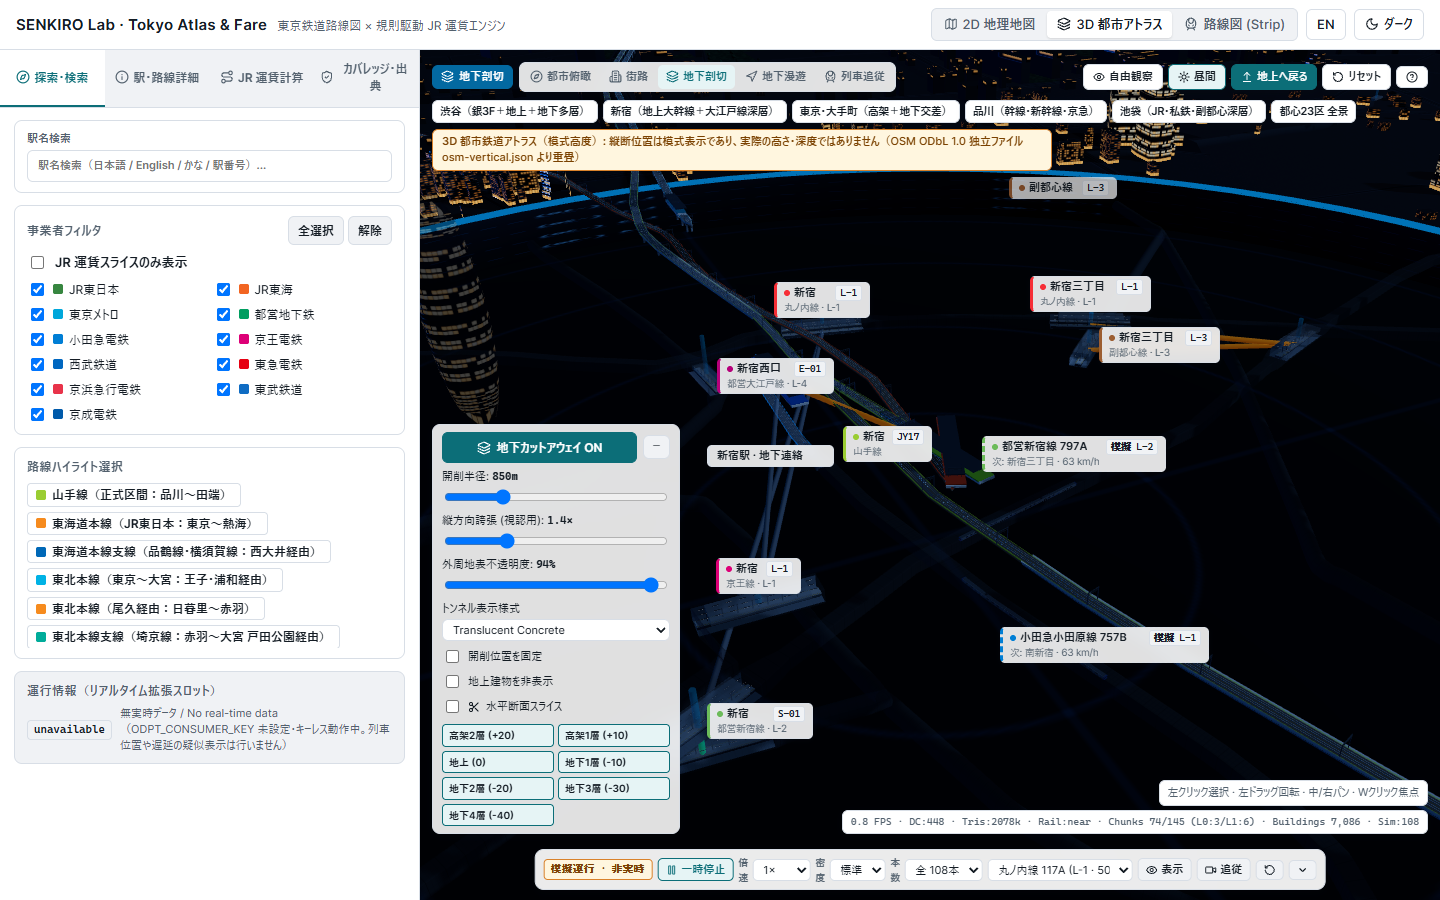 SENKIRO Lab · Tokyo Atlas & Fare
東京鉄道路線図 × 規則駆動 JR 運賃エンジン
2D 地理地図
3D 都市アトラス
路線図 (Strip)
EN
ダーク
探索・検索
駅・路線詳細
JR 運賃計算
カバレッジ・出典
駅名検索
駅名検索（日本語 / English / かな / 駅番号）...
事業者フィルタ
全選択
解除
JR 運賃スライスのみ表示
JR東日本
JR東海
東京メトロ
都営地下鉄
小田急電鉄
京王電鉄
西武鉄道
東急電鉄
京浜急行電鉄
東武鉄道
京成電鉄
路線ハイライト選択
山手線（正式区間：品川〜田端）
東海道本線（JR東日本：東京〜熱海）
東海道本線支線（品鶴線・横須賀線：西大井経由）
東北本線（東京〜大宮：王子・浦和経由）
東北本線（尾久経由：日暮里〜赤羽）
東北本線支線（埼京線：赤羽〜大宮 戸田公園経由）
運行情報（リアルタイム拡張スロット）
unavailable
無実時データ / No real-time data
（ODPT_CONSUMER_KEY 未設定・キーレス動作中。列車
位置や遅延の疑似表示は行いません）
地下剖切
都市俯瞰
街路
地下剖切
地下漫遊
列車追従
自由観察
昼間
地上へ戻る
リセット
渋谷（銀3F＋地上＋地下多層）
新宿（地上大幹線＋大江戸線深層）
東京・大手町（高架＋地下交差）
品川（幹線・新幹線・京急）
池袋（JR・私鉄・副都心深層）
都心23区 全景
3D 都市鉄道アトラス（模式高度）: 縦断位置は模式表示であり、実際の高さ・深度ではありません（OSM ODbL 1.0 独立ファイル
osm-vertical.json より重畳）
副都心線 L−3
新宿 L−1
丸ノ内線 · L-1
新宿三丁目 L−1
丸ノ内線 · L-1
新宿三丁目 L−3
副都心線 · L-3
新宿西口 E−01
都営大江戸線 · L-4
新宿 JY17
山手線
新宿駅・地下連絡
都営新宿線 797A 模擬 L−2
次: 新宿三丁目 · 63 km/h
新宿 L−1
京王線 · L-1
小田急小田原線 757B 模擬 L−1
次: 南新宿 · 63 km/h
新宿 S−01
都営新宿線 · L-2
地下カットアウェイ ON
−
開削半径: 850m
縦方向誇張 (視認用): 1.4×
外周地表不透明度: 94%
トンネル表示様式
Translucent Concrete
開削位置を固定
地上建物を非表示
水平断面スライス
高架2層 (+20)
高架1層 (+10)
地上 (0)
地下1層 (-10)
地下2層 (-20)
地下3層 (-30)
地下4層 (-40)
左クリック選択 · 左ドラッグ回転 · 中/右パン · Wクリック焦点
0.8 FPS · DC:448 · Tris:2078k · Rail:near · Chunks 74/145 (L0:3/L1:6) · Buildings 7,086 · Sim:108
模擬運行 · 非実時
一時停止
倍速
1×
密度
標準
本数
全 108本
丸ノ内線 117A (L-1 · 50
表示
追従